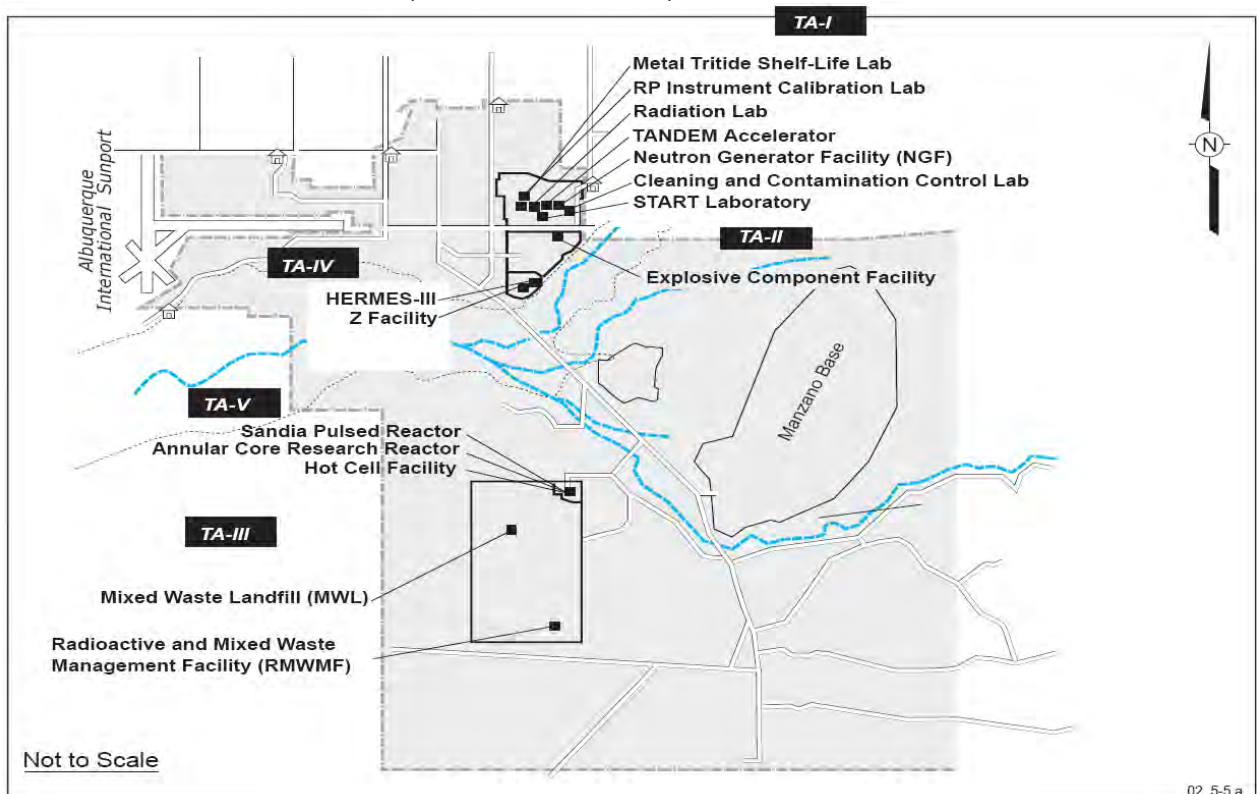 TA-I
Metal Tritide Shelf-Life Lab
RP Instrument Calibration Lab
Radiation Lab
TANDEM Accelerator
Neutron Generator Facility (NGF)
Cleaning and Contamination Control Lab
START Laboratory
N
Albuquerque
International Sunport
TA-II
TA-IV
Explosive Component Facility
HERMES-III
Z Facility
Manzano Base
TA-V
Sandia Pulsed Reactor
Annular Core Research Reactor
Hot Cell Facility
TA-III
Mixed Waste Landfill (MWL)
Radioactive and Mixed Waste
Management Facility (RMWMF)
Not to Scale
02 5-5 a